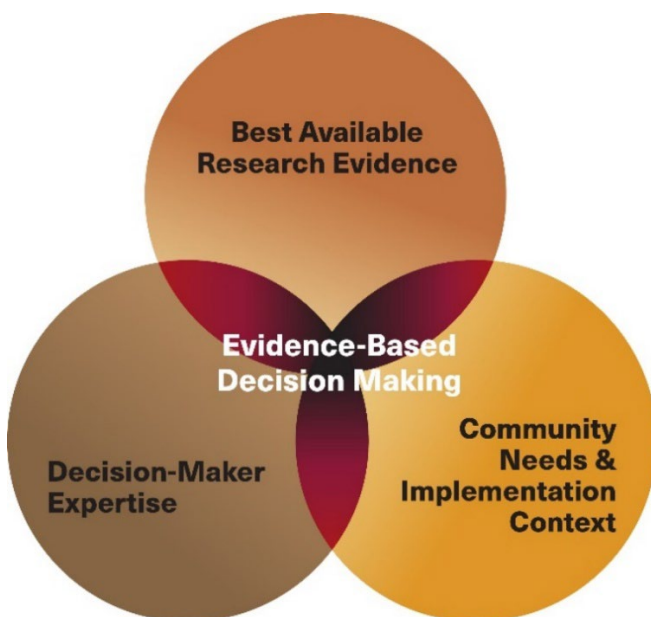 Best Available
Research Evidence
Evidence-Based
Decision Making
Decision-Maker
Expertise
Community
Needs &
Implementation
Context